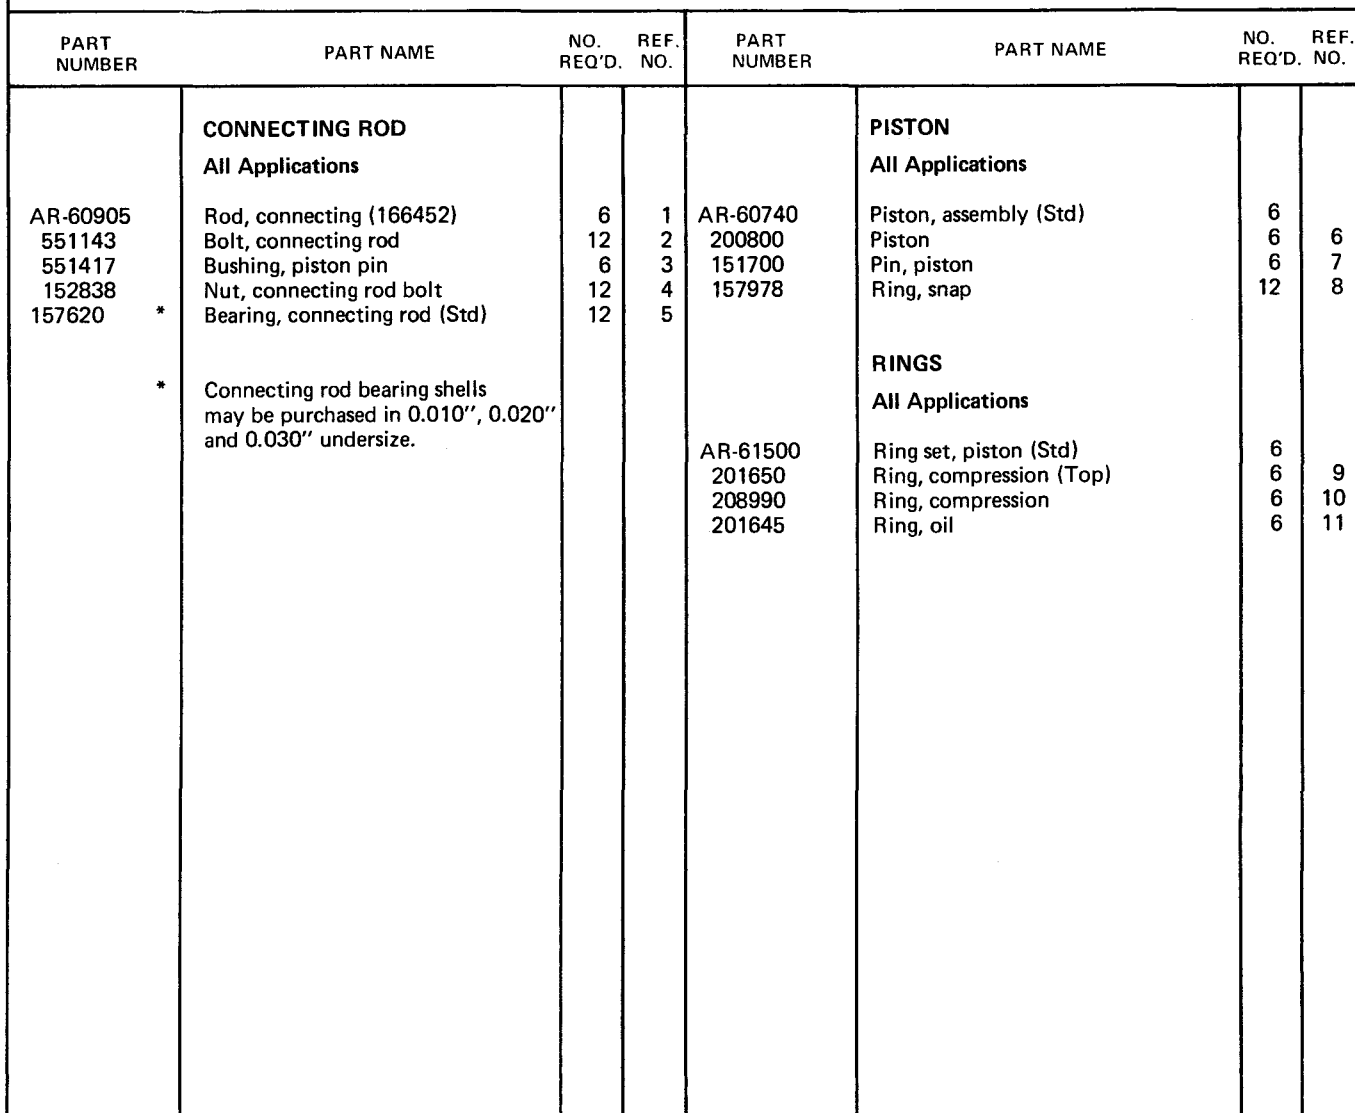 PART NUMBER PART NAME NO. REQ'D. REF. NO.
CONNECTING ROD
All Applications
AR-60905 Rod, connecting (166452) 6 1
551143 Bolt, connecting rod 12 2
551417 Bushing, piston pin 6 3
152838 Nut, connecting rod bolt 12 4
157620 * Bearing, connecting rod (Std) 12 5
* Connecting rod bearing shells
may be purchased in 0.010'', 0.020''
and 0.030'' undersize.
PART NUMBER PART NAME NO. REQ'D. REF. NO.
PISTON
All Applications
AR-60740 Piston, assembly (Std) 6
200800 Piston 6 6
151700 Pin, piston 6 7
157978 Ring, snap 12 8
RINGS
All Applications
AR-61500 Ring set, piston (Std) 6
201650 Ring, compression (Top) 6 9
208990 Ring, compression 6 10
201645 Ring, oil 6 11